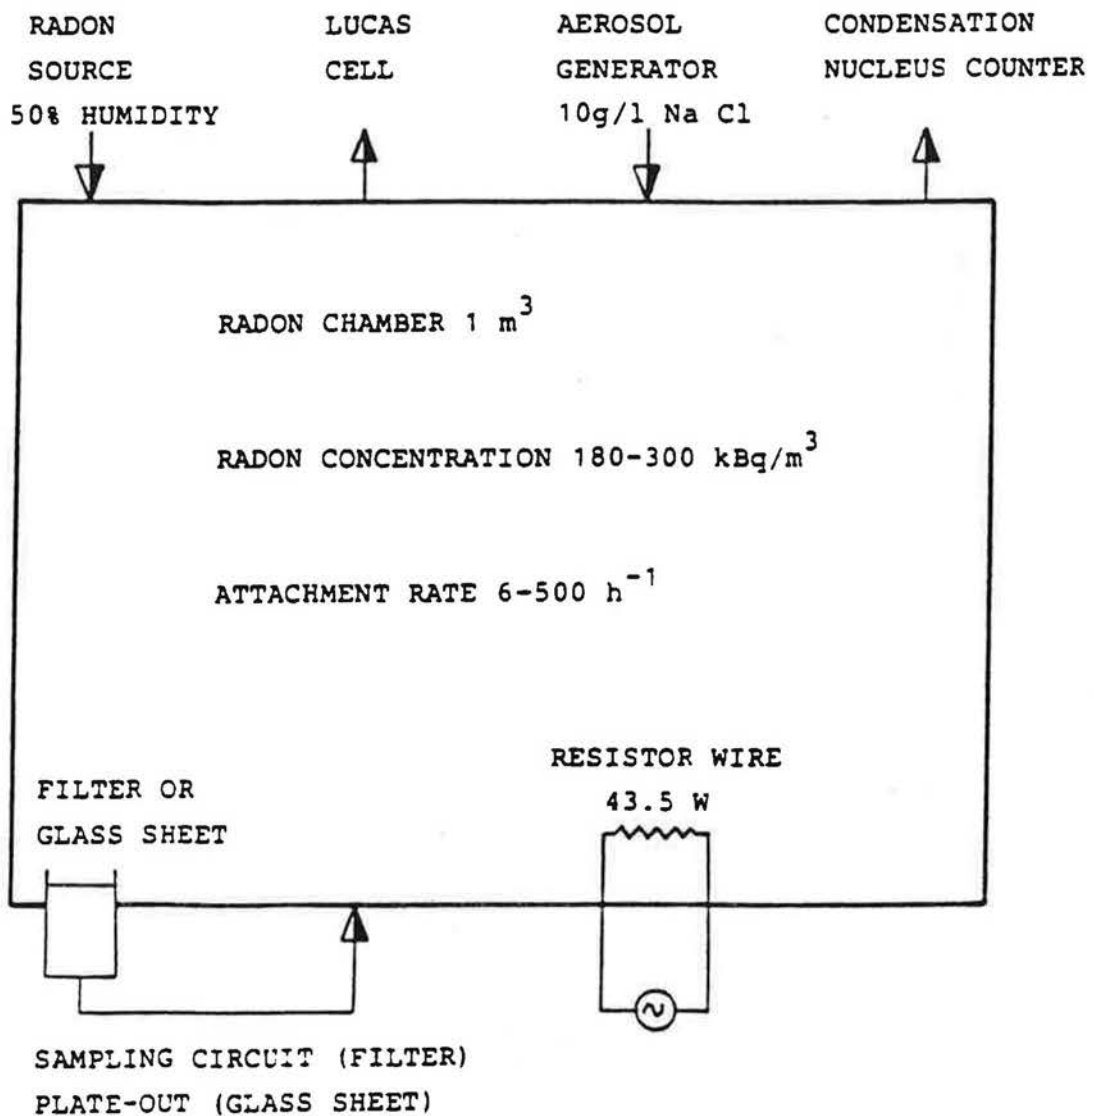 RADON
SOURCE
50% HUMIDITY
LUCAS
CELL
AEROSOL
GENERATOR
10g/l Na Cl
CONDENSATION
NUCLEUS COUNTER
RADON CHAMBER 1 m³
RADON CONCENTRATION 180-300 kBq/m³
ATTACHMENT RATE 6-500 h⁻¹
FILTER OR
GLASS SHEET
RESISTOR WIRE
43.5 W
SAMPLING CIRCUIT (FILTER)
PLATE-OUT (GLASS SHEET)